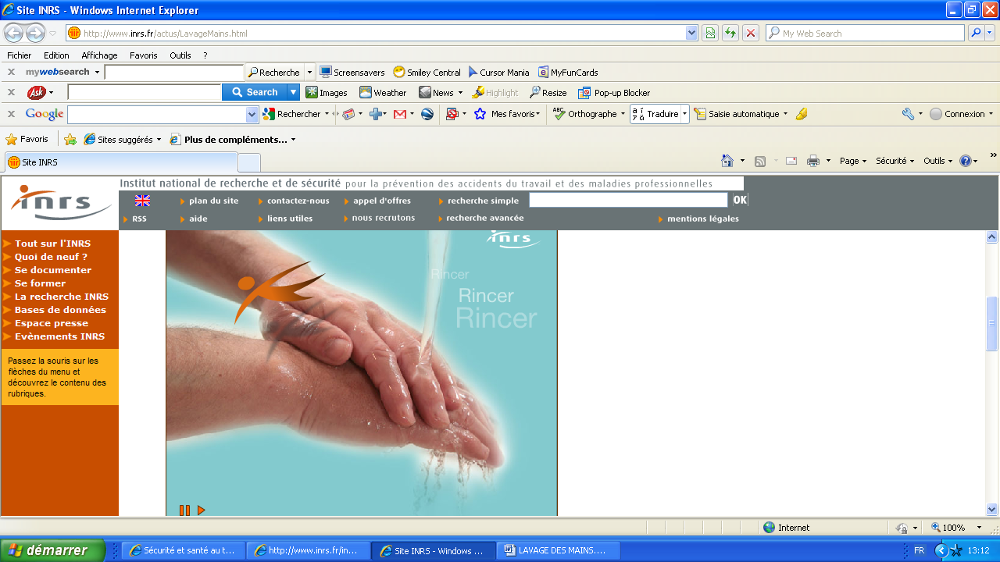 Site INRS - Windows Internet Explorer
http://www.inrs.fr/actus/LavageMains.html
My Web Search
Fichier Edition Affichage Favoris Outils ?
mywebsearch Recherche Screensavers Smiley Central Cursor Mania MyFunCards
Ask Search Images Weather News Highlight Resize Pop-up Blocker
Google Rechercher Mes favoris ABC Orthographe Traduire Saisie automatique Connexion
Favoris Sites suggérés Plus de compléments...
Site INRS Page Sécurité Outils
inrs
Institut national de recherche et de sécurité pour la prévention des accidents du travail et des maladies professionnelles
plan du site contactez-nous appel d'offres recherche simple OK
RSS aide liens utiles nous recrutons recherche avancée mentions légales
Tout sur l'INRS
Quoi de neuf ?
Se documenter
Se former
La recherche INRS
Bases de données
Espace presse
Evènements INRS
Passez la souris sur les
flèches du menu et
découvrez le contenu des
rubriques.
inrs
Rincer
Rincer
Rincer
Internet 100%
démarrer Sécurité et santé au t... http://www.inrs.fr/in... Site INRS - Windows ... LAVAGE DES MAINS.... FR 13:12